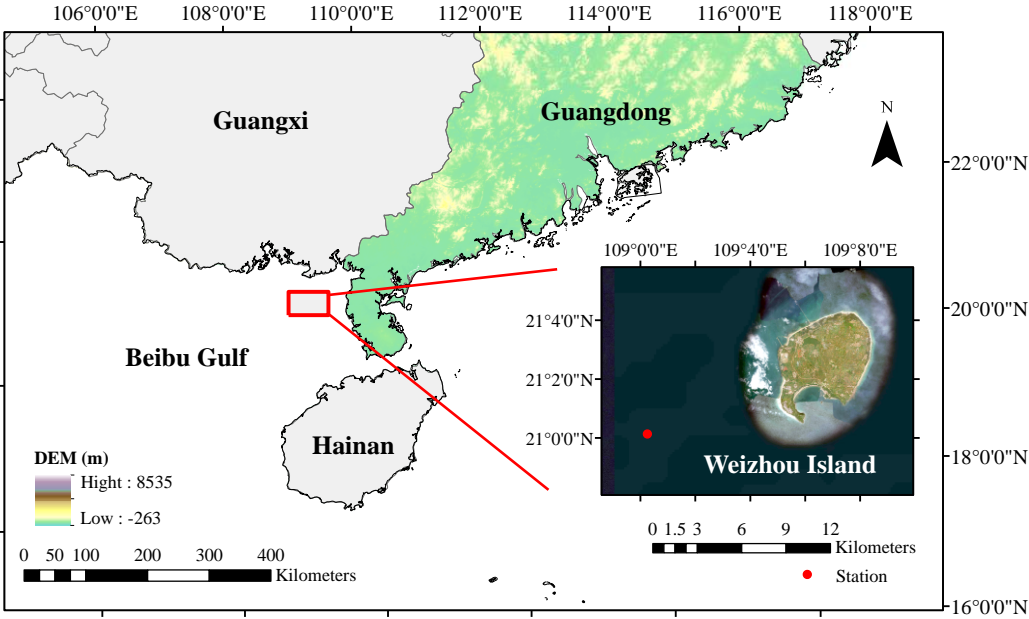 106°0'0"E 108°0'0"E 110°0'0"E 112°0'0"E 114°0'0"E 116°0'0"E 118°0'0"E
Guangxi
Guangdong
N
22°0'0"N
109°0'0"E 109°4'0"E 109°8'0"E
20°0'0"N
21°4'0"N
Beibu Gulf
21°2'0"N
Hainan
21°0'0"N
Weizhou Island
18°0'0"N
DEM (m)
Hight : 8535
Low : -263
0 1.5 3 6 9 12
Kilometers
0 50 100 200 300 400
Kilometers
Station
16°0'0"N